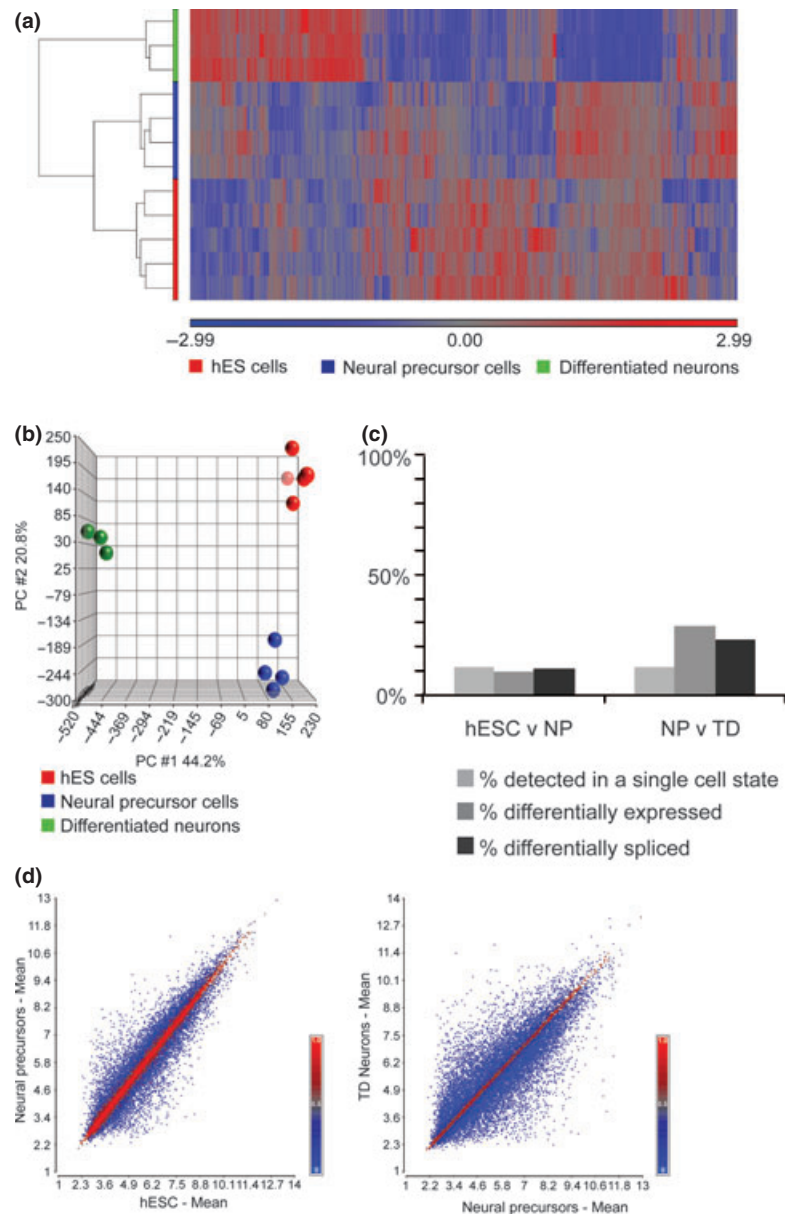 (a)
–2.99 0.00 2.99
hES cells Neural precursor cells Differentiated neurons
(b)
PC #2 20.8%
250
195
140
85
30
25
–79
–134
–189
–244
–300
–520 –444 –369 –294 –219 –145 –69 5 80 155 230
PC #1 44.2%
hES cells
Neural precursor cells
Differentiated neurons
(c)
100%
50%
0%
hESC v NP NP v TD
% detected in a single cell state
% differentially expressed
% differentially spliced
(d)
Neural precursors - Mean
13
11.8
10.6
9.4
8.2
7
5.8
4.6
3.4
2.2
1
1 2.3 3.6 4.9 6.2 7.5 8.8 10.1 11.4 12.7 14
hESC - Mean
TD Neurons - Mean
14
12.7
11.4
10.1
8.8
7.5
6.2
4.9
3.6
2.3
1
1 2.2 3.4 4.6 5.8 7 8.2 9.4 10.6 11.8 13
Neural precursors - Mean